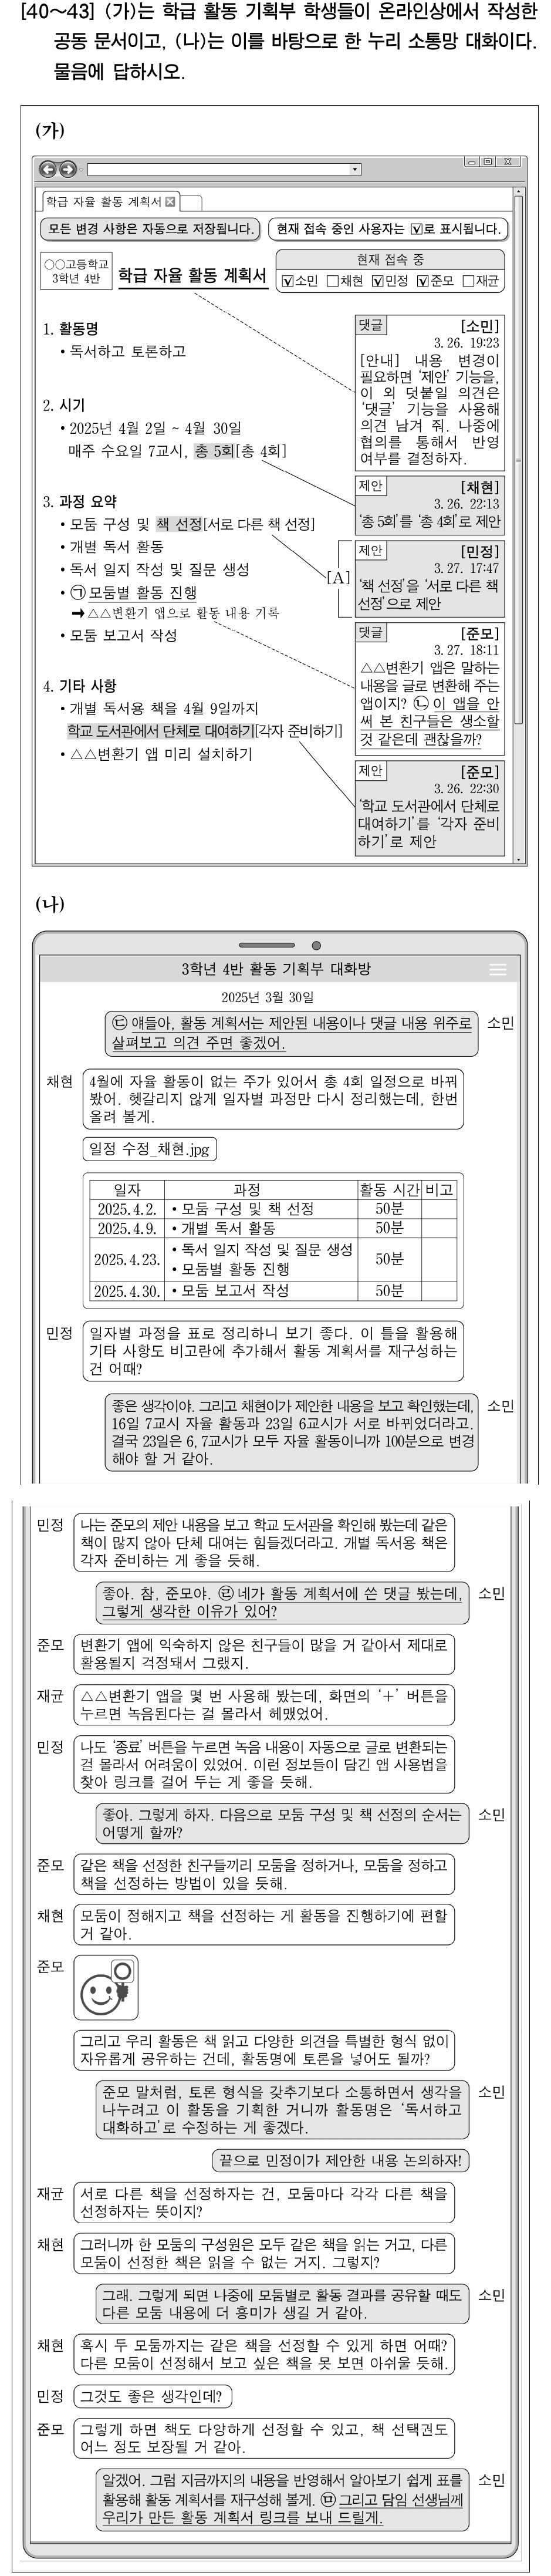 [40~43] (가)는 학급 활동 기획부 학생들이 온라인상에서 작성한
공동 문서이고, (나)는 이를 바탕으로 한 누리 소통망 대화이다.
물음에 답하시오.
(가)
학급 자율 활동 계획서
모든 변경 사항은 자동으로 저장됩니다.
현재 접속 중인 사용자는 ☑로 표시됩니다.
○○고등학교
3학년 4반
학급 자율 활동 계획서
현재 접속 중
☑소민 □채현 ☑민정 ☑준모 □재균
1. 활동명
• 독서하고 토론하고
2. 시기
• 2025년 4월 2일 ~ 4월 30일
매주 수요일 7교시, 총 5회[총 4회]
3. 과정 요약
• 모둠 구성 및 책 선정[서로 다른 책 선정]
• 개별 독서 활동
• 독서 일지 작성 및 질문 생성
• ㉠ 모둠별 활동 진행
➡ △△변환기 앱으로 활동 내용 기록
• 모둠 보고서 작성
4. 기타 사항
• 개별 독서용 책을 4월 9일까지
학교 도서관에서 단체로 대여하기[각자 준비하기]
• △△변환기 앱 미리 설치하기
댓글 [소민]
3. 26. 19:23
[안내] 내용 변경이
필요하면 '제안' 기능을,
이 외 덧붙일 의견은
'댓글' 기능을 사용해
의견 남겨 줘. 나중에
협의를 통해서 반영
여부를 결정하자.
제안 [채현]
3. 26. 22:13
'총 5회'를 '총 4회'로 제안
[A]
제안 [민정]
3. 27. 17:47
'책 선정'을 '서로 다른 책
선정'으로 제안
댓글 [준모]
3. 27. 18:11
△△변환기 앱은 말하는
내용을 글로 변환해 주는
앱이지? ㉡ 이 앱을 안
써 본 친구들은 생소할
것 같은데 괜찮을까?
제안 [준모]
3. 26. 22:30
'학교 도서관에서 단체로
대여하기'를 '각자 준비
하기'로 제안
(나)
3학년 4반 활동 기획부 대화방
2025년 3월 30일
㉢ 얘들아, 활동 계획서는 제안된 내용이나 댓글 내용 위주로 소민
살펴보고 의견 주면 좋겠어.
채현 4월에 자율 활동이 없는 주가 있어서 총 4회 일정으로 바꿔
봤어. 헷갈리지 않게 일자별 과정만 다시 정리했는데, 한번
올려 볼게.
일정 수정_채현.jpg
일자 과정 활동 시간 비고
2025.4.2. • 모둠 구성 및 책 선정 50분
2025.4.9. • 개별 독서 활동 50분
2025.4.23. • 독서 일지 작성 및 질문 생성 50분
• 모둠별 활동 진행
2025.4.30. • 모둠 보고서 작성 50분
민정 일자별 과정을 표로 정리하니 보기 좋다. 이 틀을 활용해
기타 사항도 비고란에 추가해서 활동 계획서를 재구성하는
건 어때?
좋은 생각이야. 그리고 채현이가 제안한 내용을 보고 확인했는데, 소민
16일 7교시 자율 활동과 23일 6교시가 서로 바뀌었더라고.
결국 23일은 6, 7교시가 모두 자율 활동이니까 100분으로 변경
해야 할 거 같아.
민정 나는 준모의 제안 내용을 보고 학교 도서관을 확인해 봤는데 같은
책이 많지 않아 단체 대여는 힘들겠더라고. 개별 독서용 책은
각자 준비하는 게 좋을 듯해.
좋아. 참, 준모야. ㉣ 네가 활동 계획서에 쓴 댓글 봤는데, 소민
그렇게 생각한 이유가 있어?
준모 변환기 앱에 익숙하지 않은 친구들이 많을 거 같아서 제대로
활용될지 걱정돼서 그랬지.
재균 △△변환기 앱을 몇 번 사용해 봤는데, 화면의 '+' 버튼을
누르면 녹음된다는 걸 몰라서 헤맸었어.
민정 나도 '종료' 버튼을 누르면 녹음 내용이 자동으로 글로 변환되는
걸 몰라서 어려움이 있었어. 이런 정보들이 담긴 앱 사용법을
찾아 링크를 걸어 두는 게 좋을 듯해.
좋아. 그렇게 하자. 다음으로 모둠 구성 및 책 선정의 순서는 소민
어떻게 할까?
준모 같은 책을 선정한 친구들끼리 모둠을 정하거나, 모둠을 정하고
책을 선정하는 방법이 있을 듯해.
채현 모둠이 정해지고 책을 선정하는 게 활동을 진행하기에 편할
거 같아.
준모
그리고 우리 활동은 책 읽고 다양한 의견을 특별한 형식 없이
자유롭게 공유하는 건데, 활동명에 토론을 넣어도 될까?
준모 말처럼, 토론 형식을 갖추기보다 소통하면서 생각을 소민
나누려고 이 활동을 기획한 거니까 활동명은 '독서하고
대화하고'로 수정하는 게 좋겠다.
끝으로 민정이가 제안한 내용 논의하자!
재균 서로 다른 책을 선정하자는 건, 모둠마다 각각 다른 책을
선정하자는 뜻이지?
채현 그러니까 한 모둠의 구성원은 모두 같은 책을 읽는 거고, 다른
모둠이 선정한 책은 읽을 수 없는 거지. 그렇지?
그래. 그렇게 되면 나중에 모둠별로 활동 결과를 공유할 때도 소민
다른 모둠 내용에 더 흥미가 생길 거 같아.
채현 혹시 두 모둠까지는 같은 책을 선정할 수 있게 하면 어때?
다른 모둠이 선정해서 보고 싶은 책을 못 보면 아쉬울 듯해.
민정 그것도 좋은 생각인데?
준모 그렇게 하면 책도 다양하게 선정할 수 있고, 책 선택권도
어느 정도 보장될 거 같아.
알겠어. 그럼 지금까지의 내용을 반영해서 알아보기 쉽게 표를 소민
활용해 활동 계획서를 재구성해 볼게. ㉤ 그리고 담임 선생님께
우리가 만든 활동 계획서 링크를 보내 드릴게.